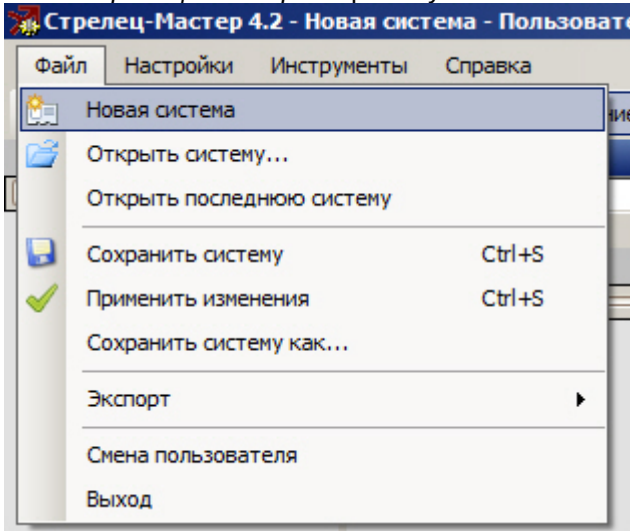 Стрелец-Мастер 4.2 - Новая система - Пользоват
Файл Настройки Инструменты Справка
Новая система
Открыть систему...
Открыть последнюю систему
Сохранить систему Ctrl+S
Применить изменения Ctrl+S
Сохранить систему как...
Экспорт
Смена пользователя
Выход